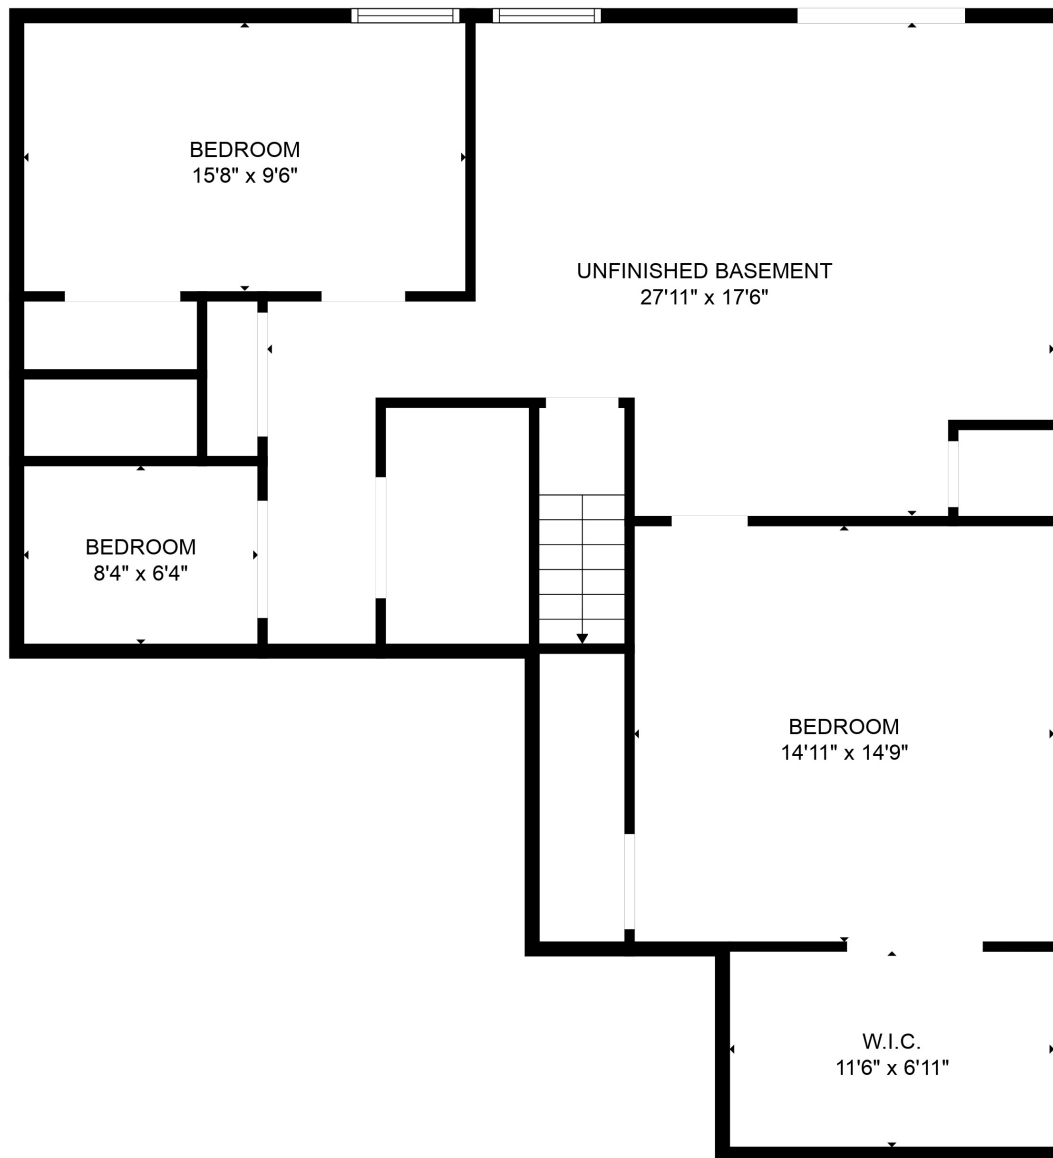 BEDROOM
15'8" x 9'6"
UNFINISHED BASEMENT
27'11" x 17'6"
BEDROOM
8'4" x 6'4"
BEDROOM
14'11" x 14'9"
W.I.C.
11'6" x 6'11"